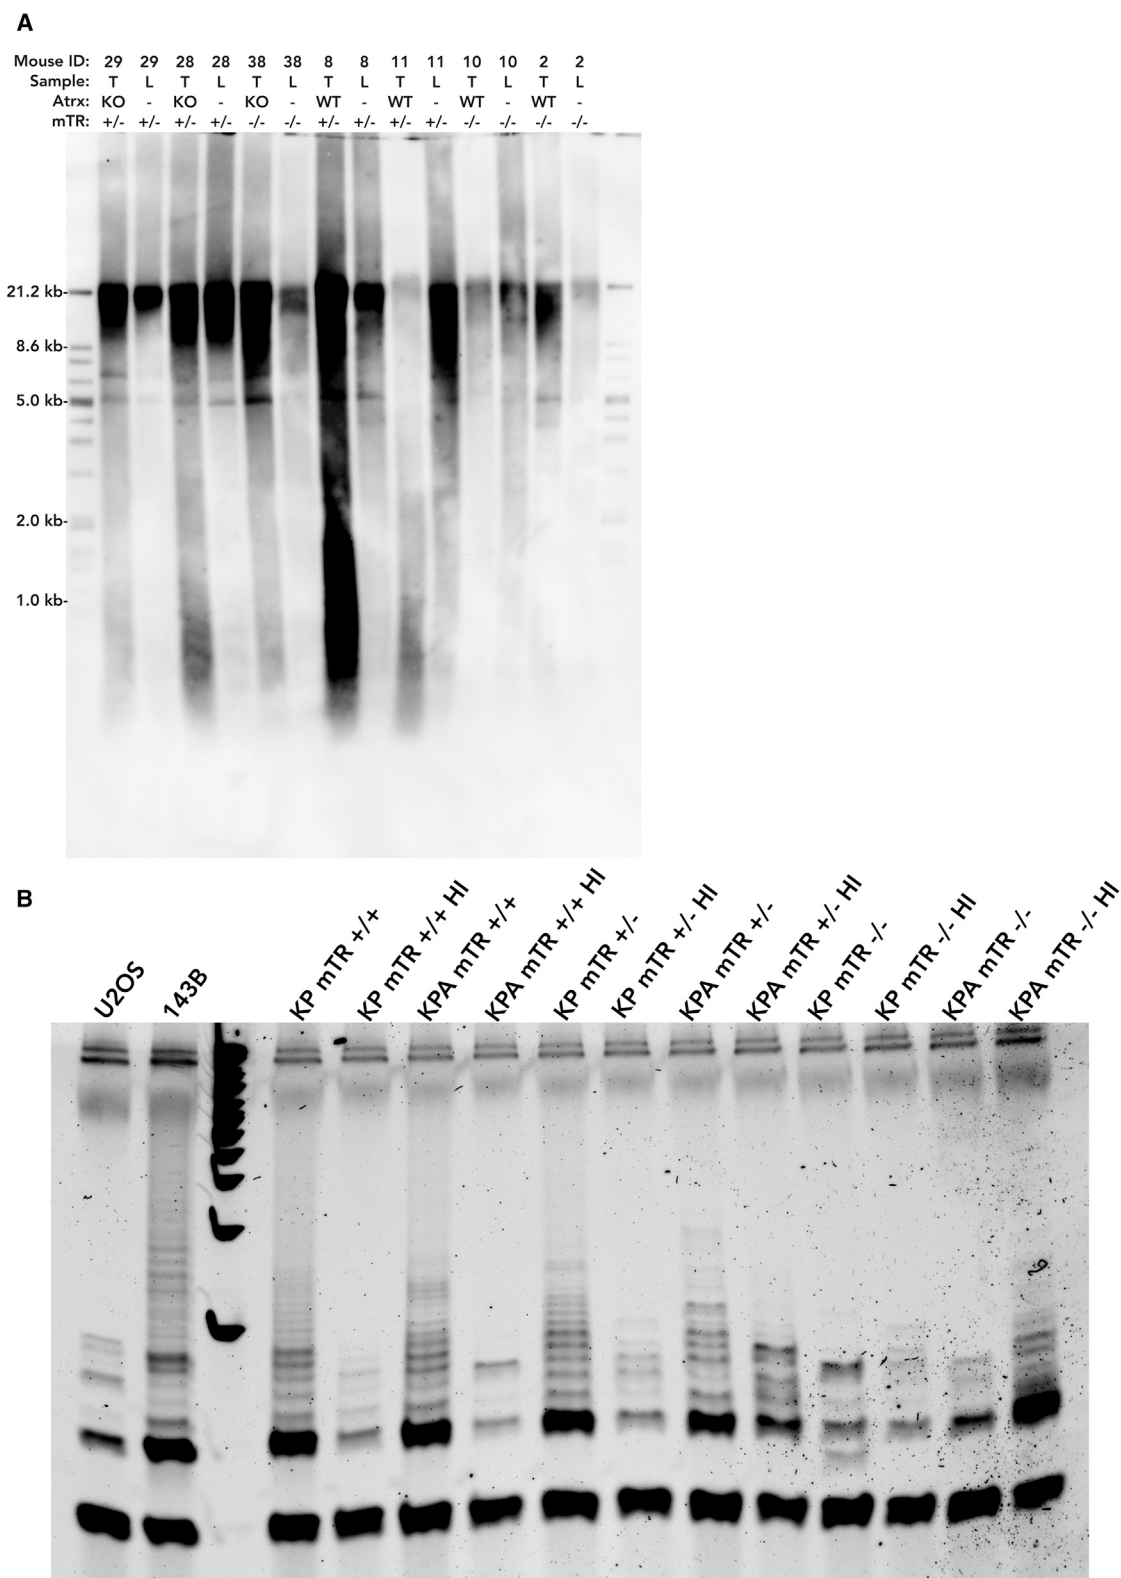 A
Mouse ID: 29 29 28 28 38 38 8 8 11 11 10 10 2 2
Sample: T L T L T L T L T L T L T L
Atrx: KO - KO - KO - WT - WT - WT - WT -
mTR: +/- +/- +/- +/- -/- -/- +/- +/- +/- +/- -/- -/- -/- -/-
21.2 kb-
8.6 kb-
5.0 kb-
2.0 kb-
1.0 kb-
B
U2OS
143B
KP mTR +/+
KP mTR +/+ HI
KPA mTR +/+
KPA mTR +/+ HI
KP mTR +/-
KP mTR +/- HI
KPA mTR +/-
KPA mTR +/- HI
KP mTR -/-
KP mTR -/- HI
KPA mTR -/-
KPA mTR -/- HI